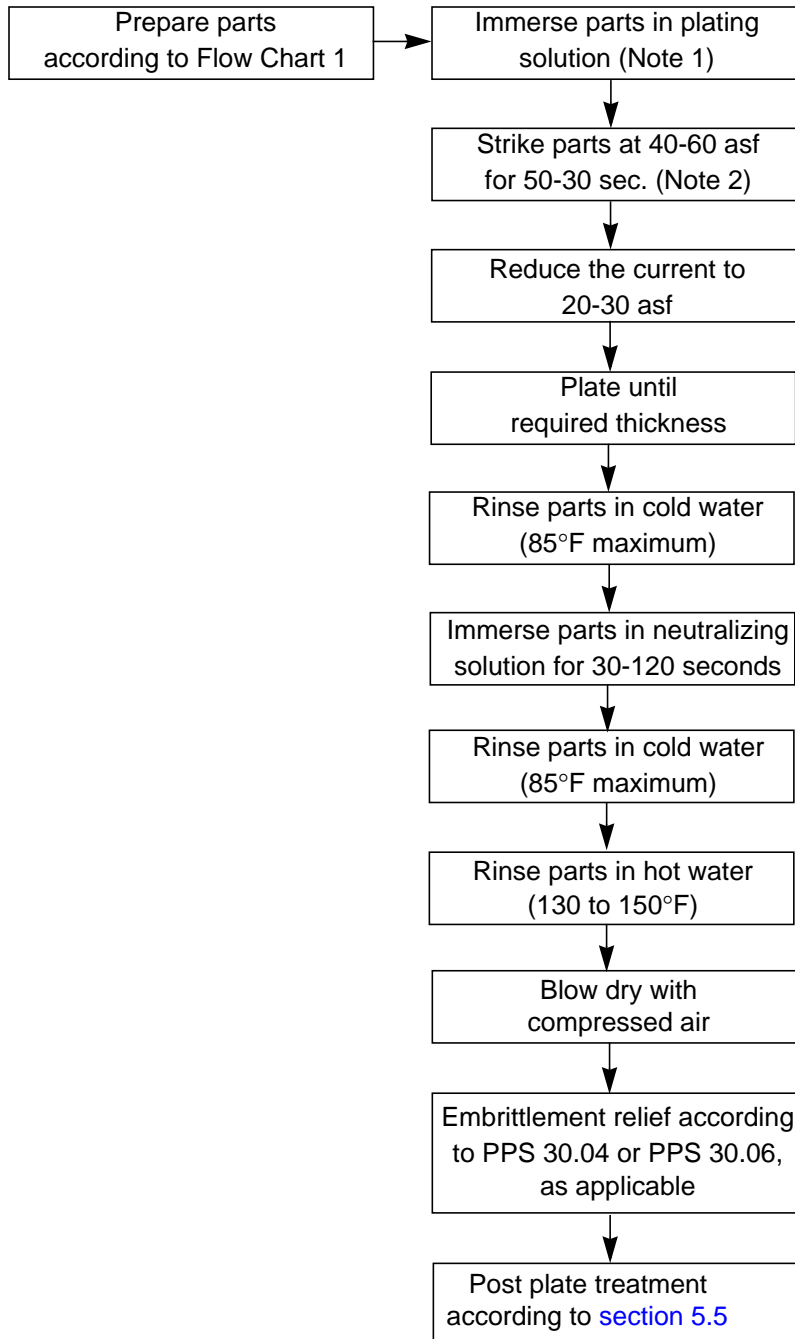 Prepare parts
according to Flow Chart 1
Immerse parts in plating
solution (Note 1)
Strike parts at 40-60 asf
for 50-30 sec. (Note 2)
Reduce the current to
20-30 asf
Plate until
required thickness
Rinse parts in cold water
(85°F maximum)
Immerse parts in neutralizing
solution for 30-120 seconds
Rinse parts in cold water
(85°F maximum)
Rinse parts in hot water
(130 to 150°F)
Blow dry with
compressed air
Embrittlement relief according
to PPS 30.04 or PPS 30.06,
as applicable
Post plate treatment
according to section 5.5